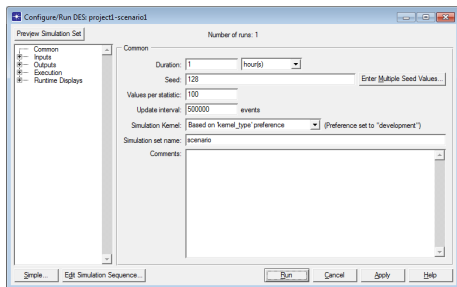 Configure/Run DES: project1-scenario1
Preview Simulation Set
Number of runs: 1
Common
Inputs
Outputs
Execution
Runtime Displays
Common
Duration: 1 hour(s)
Seed: 128 Enter Multiple Seed Values...
Values per statistic: 100
Update interval: 500000 events
Simulation Kernel: Based on 'kernel_type' preference (Preference set to "development")
Simulation set name: scenario
Comments:
Simple... Edit Simulation Sequence... Run Cancel Apply Help